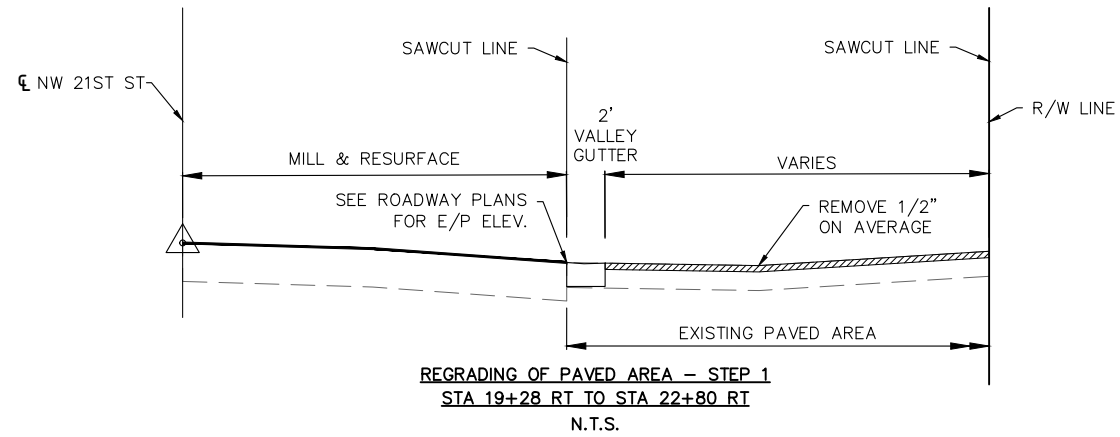 SAWCUT LINE
SAWCUT LINE
℄ NW 21ST ST
R/W LINE
2'
VALLEY
GUTTER
MILL & RESURFACE
VARIES
SEE ROADWAY PLANS
FOR E/P ELEV.
REMOVE 1/2"
ON AVERAGE
EXISTING PAVED AREA
REGRADING OF PAVED AREA – STEP 1
STA 19+28 RT TO STA 22+80 RT
N.T.S.